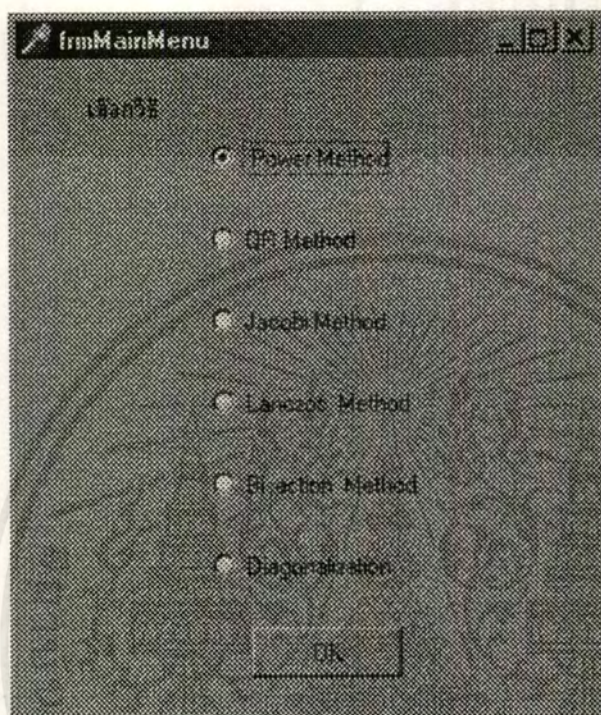 frmMainMenu
เลือกวิธี
Power Method
QR Method
Jacobi Method
Lanczos Method
Method
Diagonalization
OK